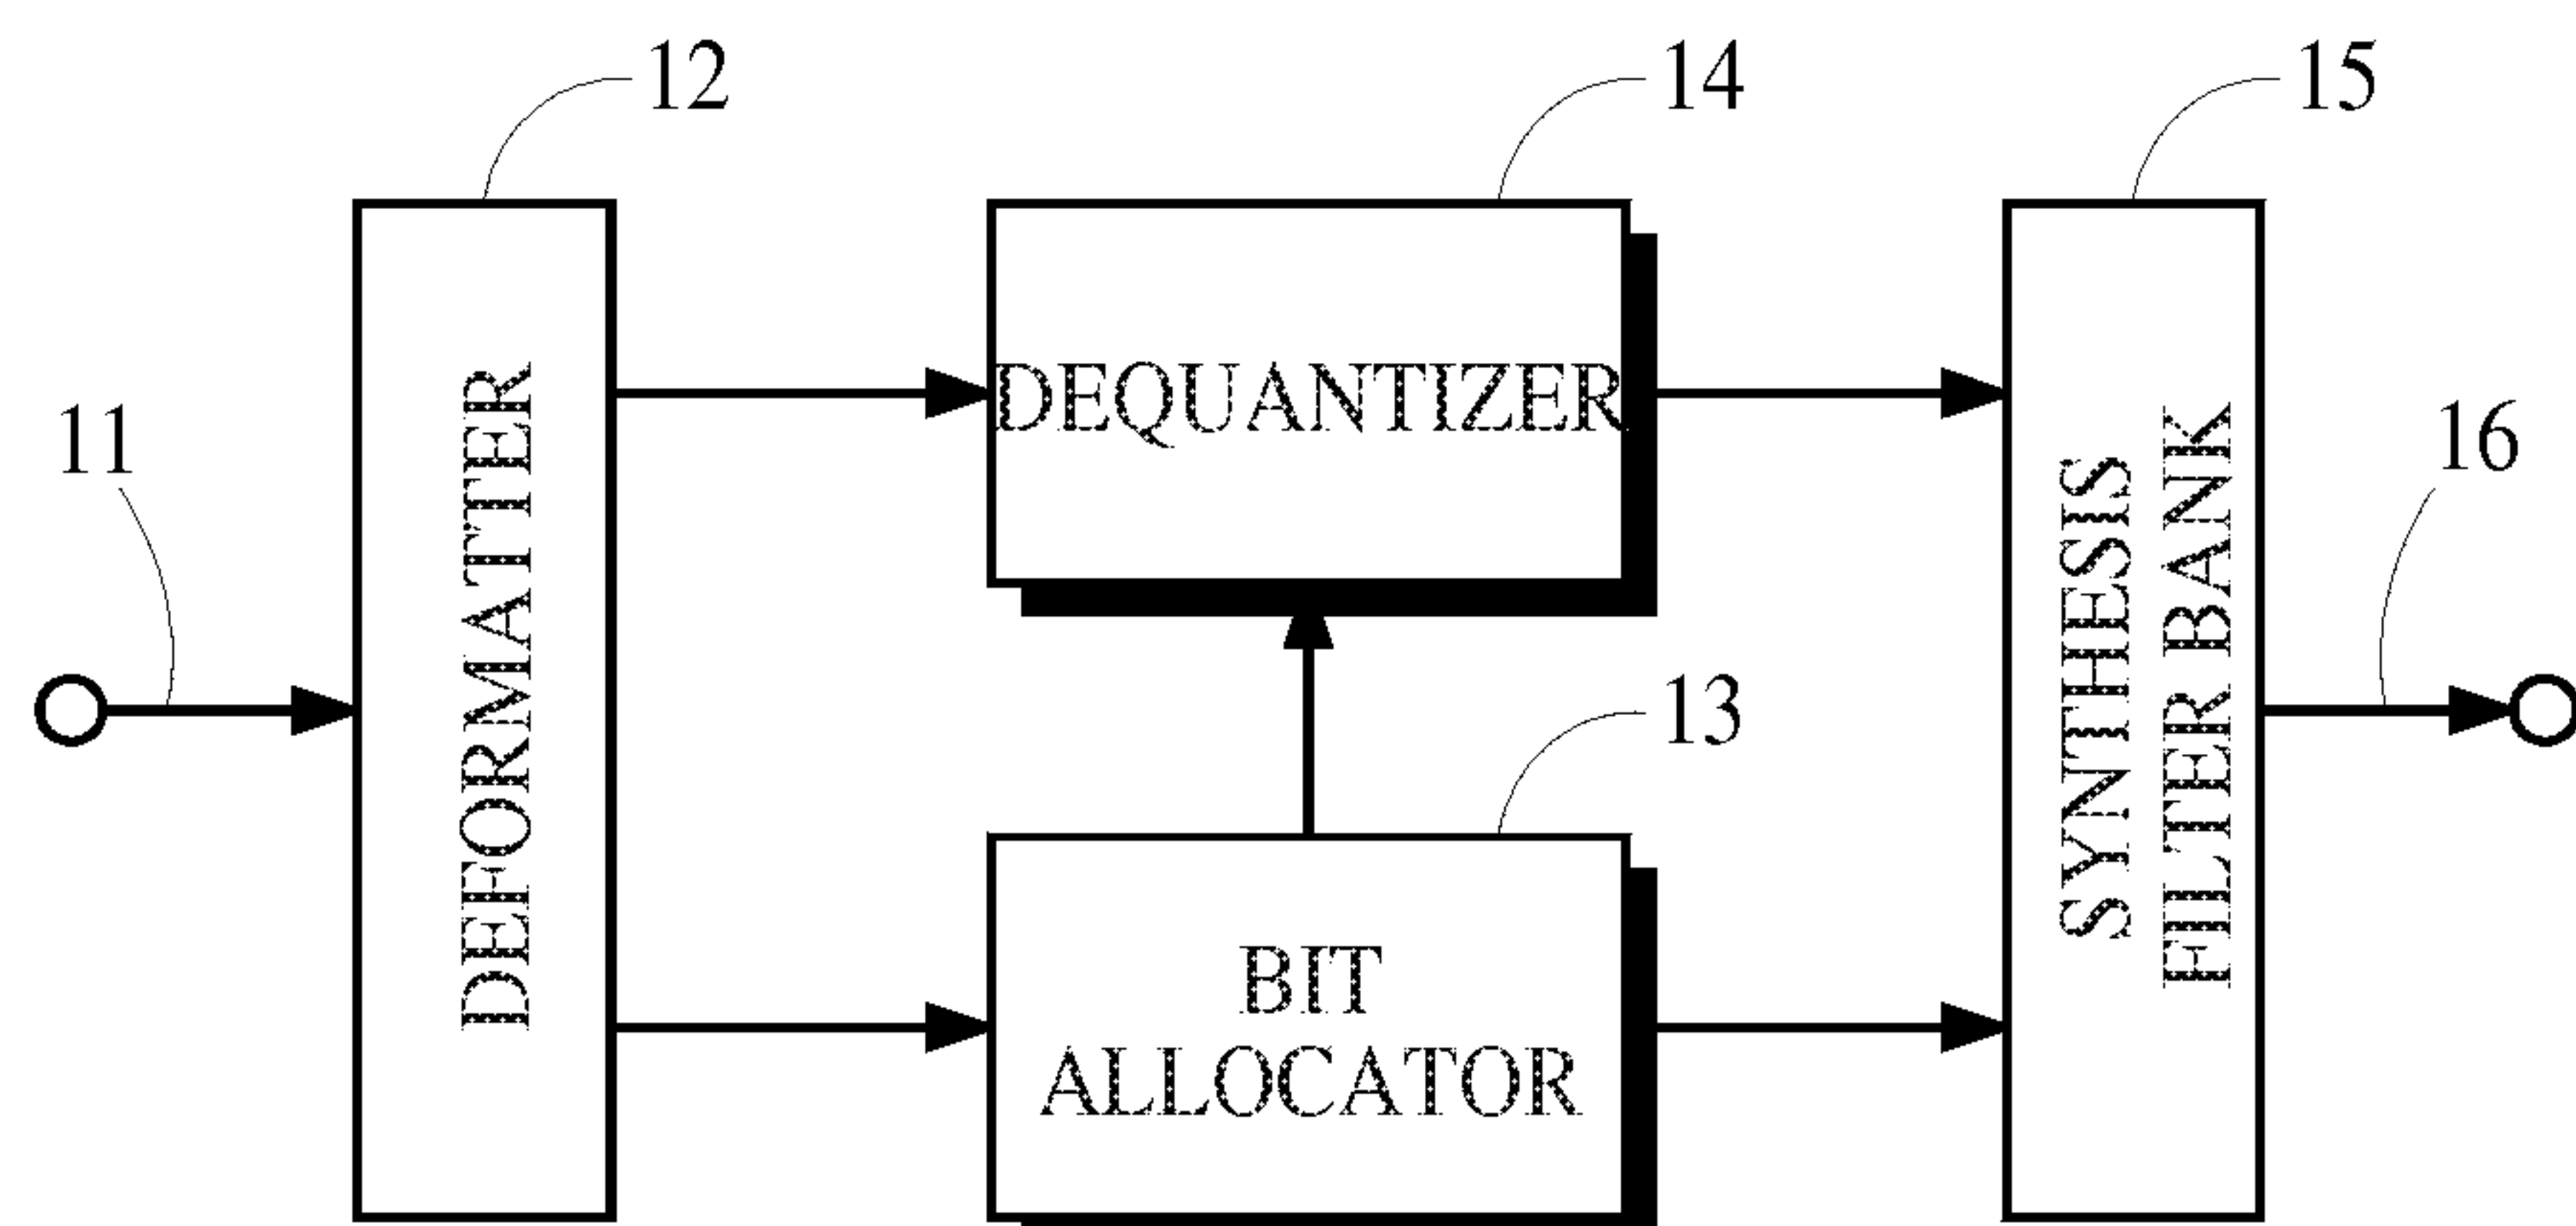 12
14
15
11
DEFORMATTER
DEQUANTIZER
SYNTHESIS
FILTER BANK
16
13
BIT
ALLOCATOR